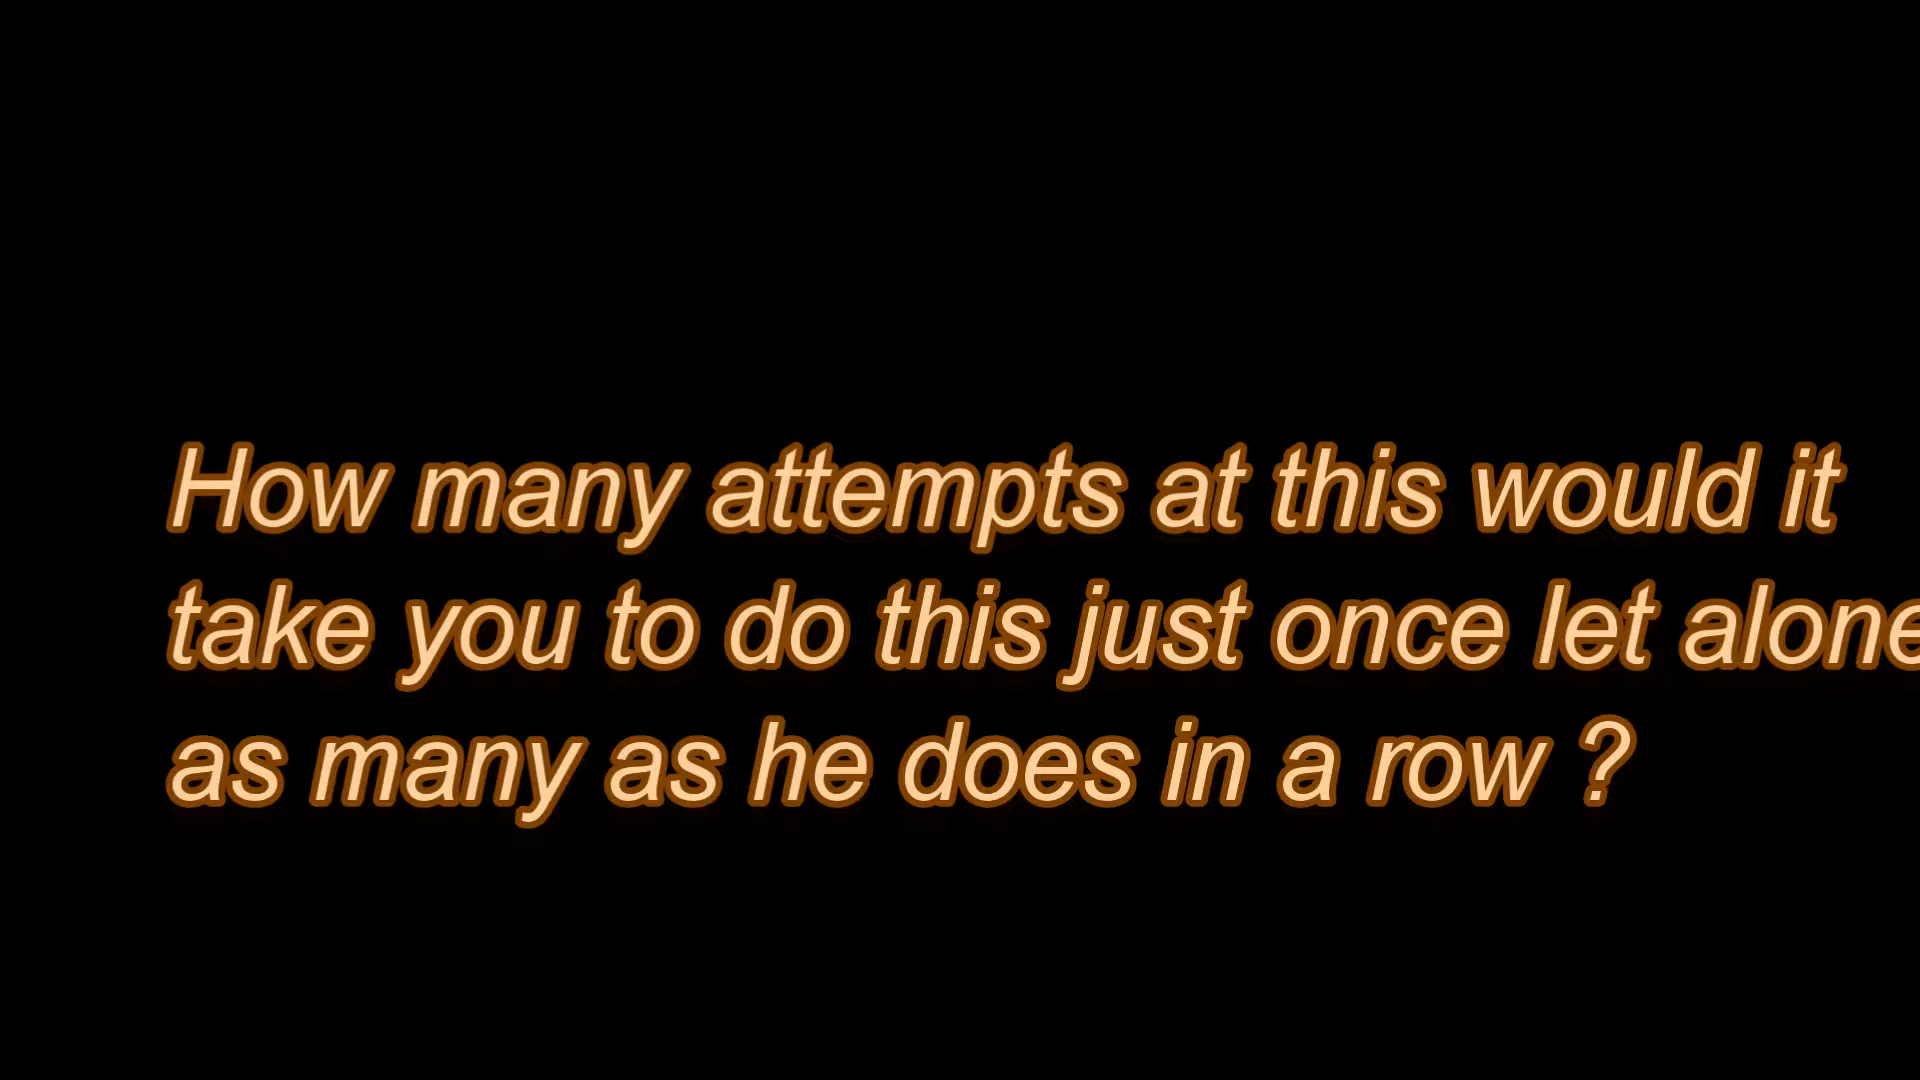 How many attempts at this would it
take you to do this just once let alone
as many as he does in a row ?